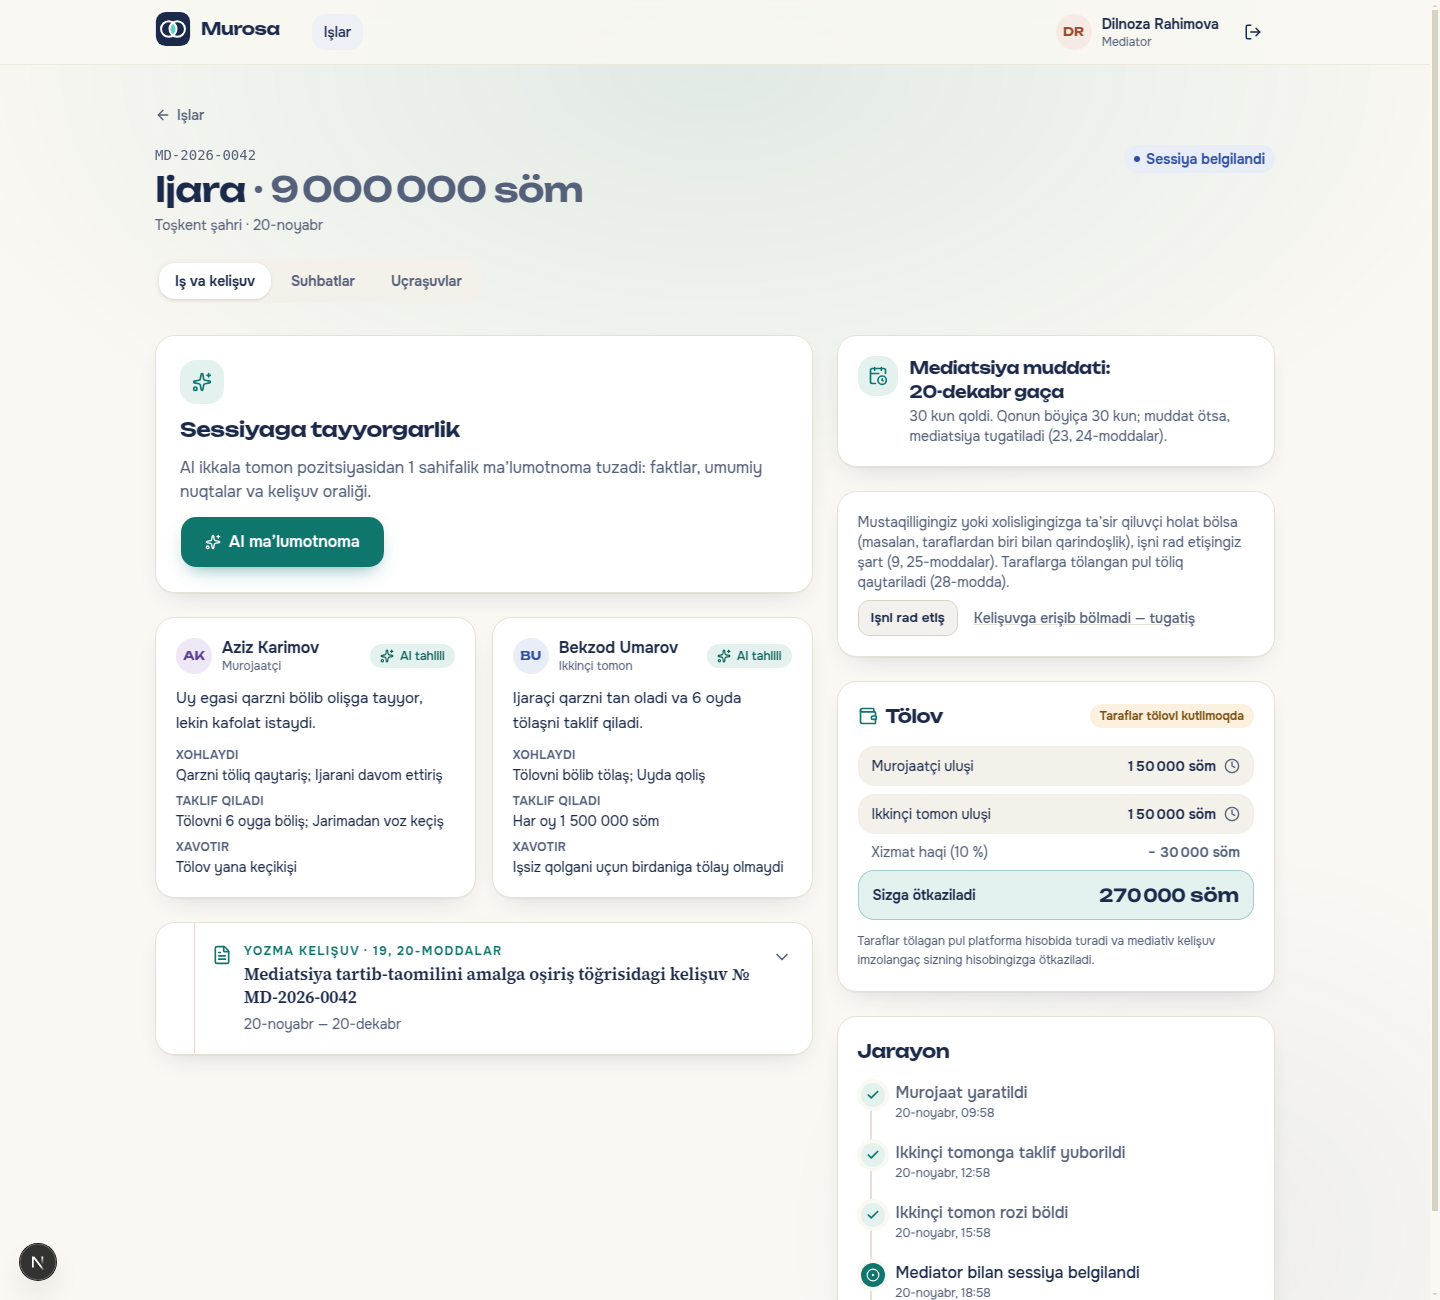 Murosa
Işlar
DR
Dilnoza Rahimova
Mediator
Işlar
MD-2026-0042
Ijara · 9 000 000 söm
Toşkent şahri · 20-noyabr
Sessiya belgilandi
Iş va kelişuv
Suhbatlar
Uçraşuvlar
Sessiyaga tayyorgarlik
AI ikkala tomon pozitsiyasidan 1 sahifalik ma’lumotnoma tuzadi: faktlar, umumiy
nuqtalar va kelişuv oraliği.
AI ma’lumotnoma
AK
Aziz Karimov
Murojaatçi
AI tahlili
Uy egasi qarzni bölib olişga tayyor,
lekin kafolat istaydi.
XOHLAYDI
Qarzni töliq qaytariş; Ijarani davom ettiriş
TAKLIF QILADI
Tölovni 6 oyga böliş; Jarimadan voz keçiş
XAVOTIR
Tölov yana keçikişi
BU
Bekzod Umarov
Ikkinçi tomon
AI tahlili
Ijaraçi qarzni tan oladi va 6 oyda
tölaşni taklif qiladi.
XOHLAYDI
Tölovni bölib tölaş; Uyda qoliş
TAKLIF QILADI
Har oy 1 500 000 söm
XAVOTIR
Işsiz qolgani uçun birdaniga tölay olmaydi
YOZMA KELIŞUV · 19, 20-MODDALAR
Mediatsiya tartib-taomilini amalga oşiriş töğrisidagi kelişuv №
MD-2026-0042
20-noyabr — 20-dekabr
Mediatsiya muddati:
20-dekabr gaça
30 kun qoldi. Qonun böyiça 30 kun; muddat ötsa,
mediatsiya tugatiladi (23, 24-moddalar).
Mustaqilligingiz yoki xolisligingizga ta’sir qiluvçi holat bölsa
(masalan, taraflardan biri bilan qarindoşlik), işni rad etişingiz
şart (9, 25-moddalar). Taraflarga tölangan pul töliq
qaytariladi (28-modda).
Işni rad etiş
Kelişuvga erişib bölmadi — tugatiş
Tölov
Taraflar tölovi kutilmoqda
Murojaatçi uluşi
150 000 söm
Ikkinçi tomon uluşi
150 000 söm
Xizmat haqi (10 %)
− 30 000 söm
Sizga ötkaziladi
270 000 söm
Taraflar tölagan pul platforma hisobida turadi va mediativ kelişuv
imzolangaç sizning hisobingizga ötkaziladi.
Jarayon
Murojaat yaratildi
20-noyabr, 09:58
Ikkinçi tomonga taklif yuborildi
20-noyabr, 12:58
Ikkinçi tomon rozi böldi
20-noyabr, 15:58
Mediator bilan sessiya belgilandi
20-noyabr, 18:58
N